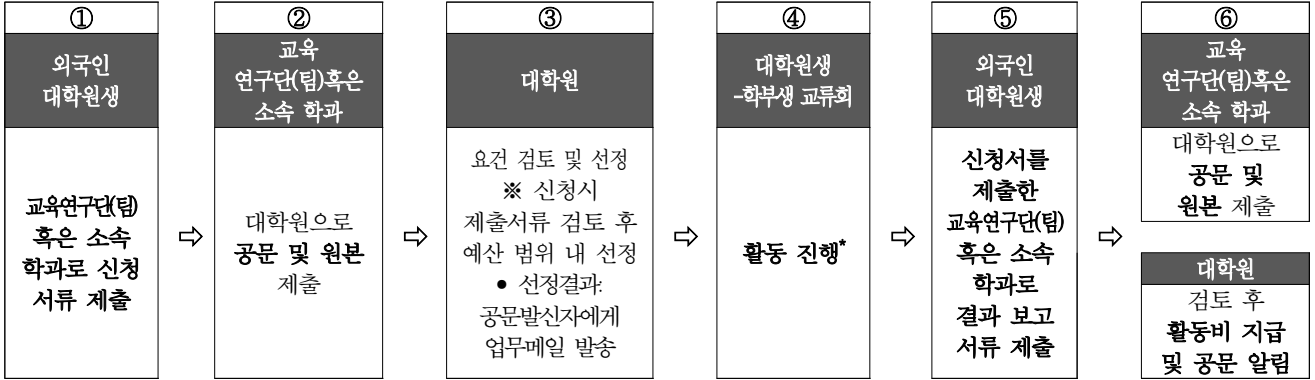 ①
외국인
대학원생
교육연구단(팀)
혹은 소속
학과로 신청
서류 제출
⇨
②
교육
연구단(팀)혹은
소속 학과
대학원으로
공문 및 원본
제출
⇨
③
대학원
요건 검토 및 선정
※ 신청시
제출서류 검토 후
예산 범위 내 선정
• 선정결과:
공문발신자에게
업무메일 발송
⇨
④
대학원생
-학부생 교류회
활동 진행*
⇨
⑤
외국인
대학원생
신청서를
제출한
교육연구단(팀)
혹은 소속
학과로
결과 보고
서류 제출
⇨
⑥
교육
연구단(팀)혹은
소속 학과
대학원으로
공문 및
원본 제출
대학원
검토 후
활동비 지급
및 공문 알림